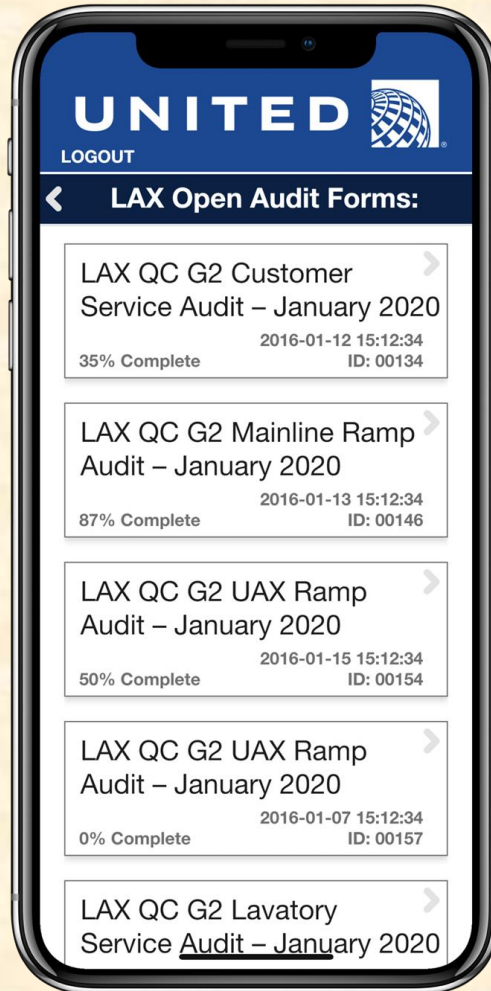 UNITED
LOGOUT
LAX Open Audit Forms:
LAX QC G2 Customer
Service Audit – January 2020
2016-01-12 15:12:34
35% Complete ID: 00134
LAX QC G2 Mainline Ramp
Audit – January 2020
2016-01-13 15:12:34
87% Complete ID: 00146
LAX QC G2 UAX Ramp
Audit – January 2020
2016-01-15 15:12:34
50% Complete ID: 00154
LAX QC G2 UAX Ramp
Audit – January 2020
2016-01-07 15:12:34
0% Complete ID: 00157
LAX QC G2 Lavatory
Service Audit – January 2020